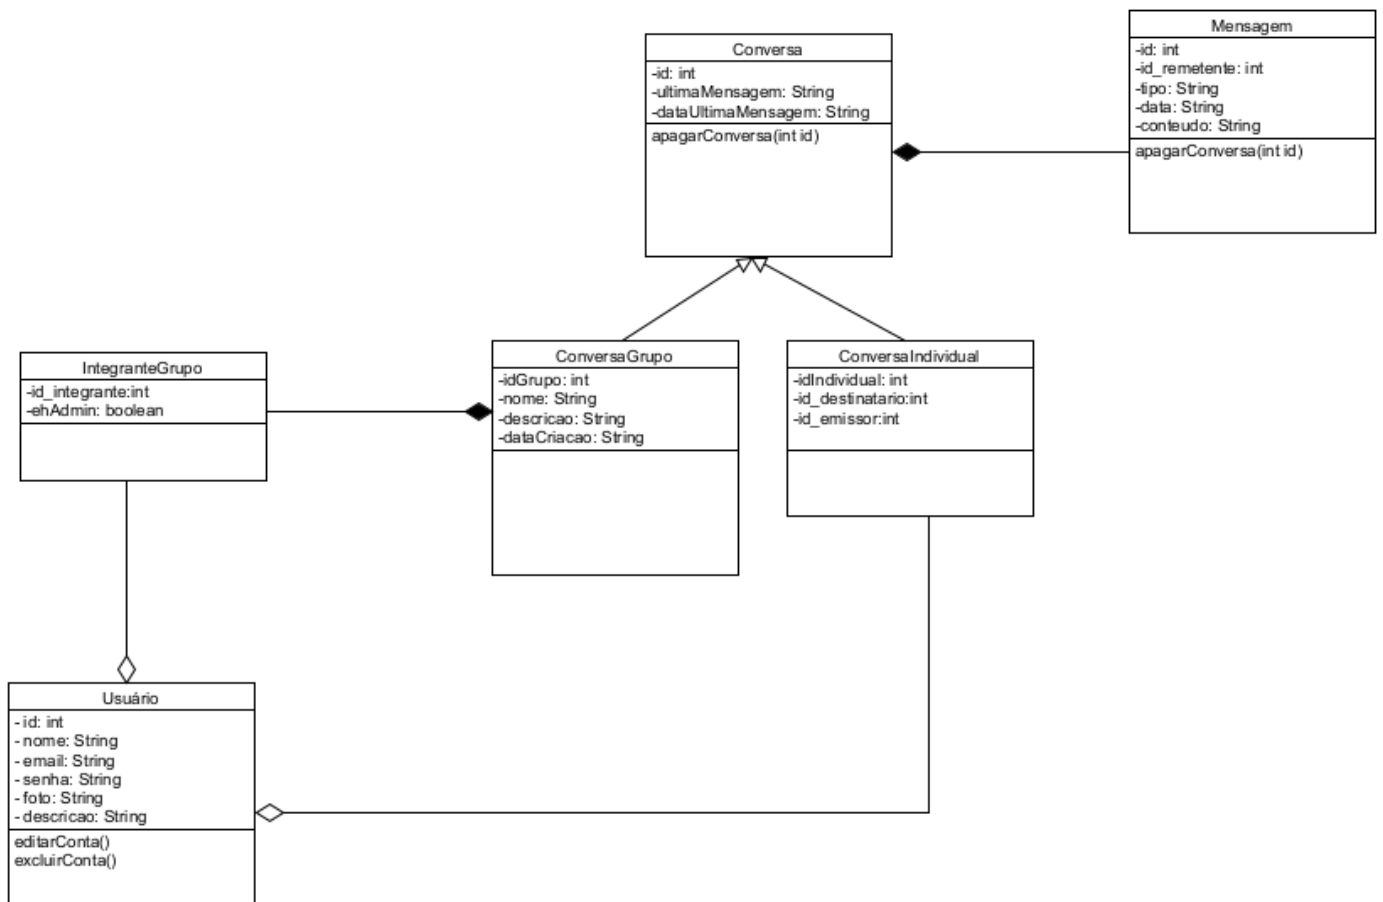 Mensagem
-id: int
-id_remetente: int
-tipo: String
-data: String
-conteudo: String
apagarConversa(int id)
Conversa
-id: int
-ultimaMensagem: String
-dataUltimaMensagem: String
apagarConversa(int id)
IntegranteGrupo
-id_integrante:int
-ehAdmin: boolean
ConversaGrupo
-idGrupo: int
-nome: String
-descricao: String
-dataCriacao: String
ConversaIndividual
-idIndividual: int
-id_destinatario:int
-id_emissor:int
Usuário
- id: int
- nome: String
- email: String
- senha: String
- foto: String
- descricao: String
editarConta()
excluirConta()